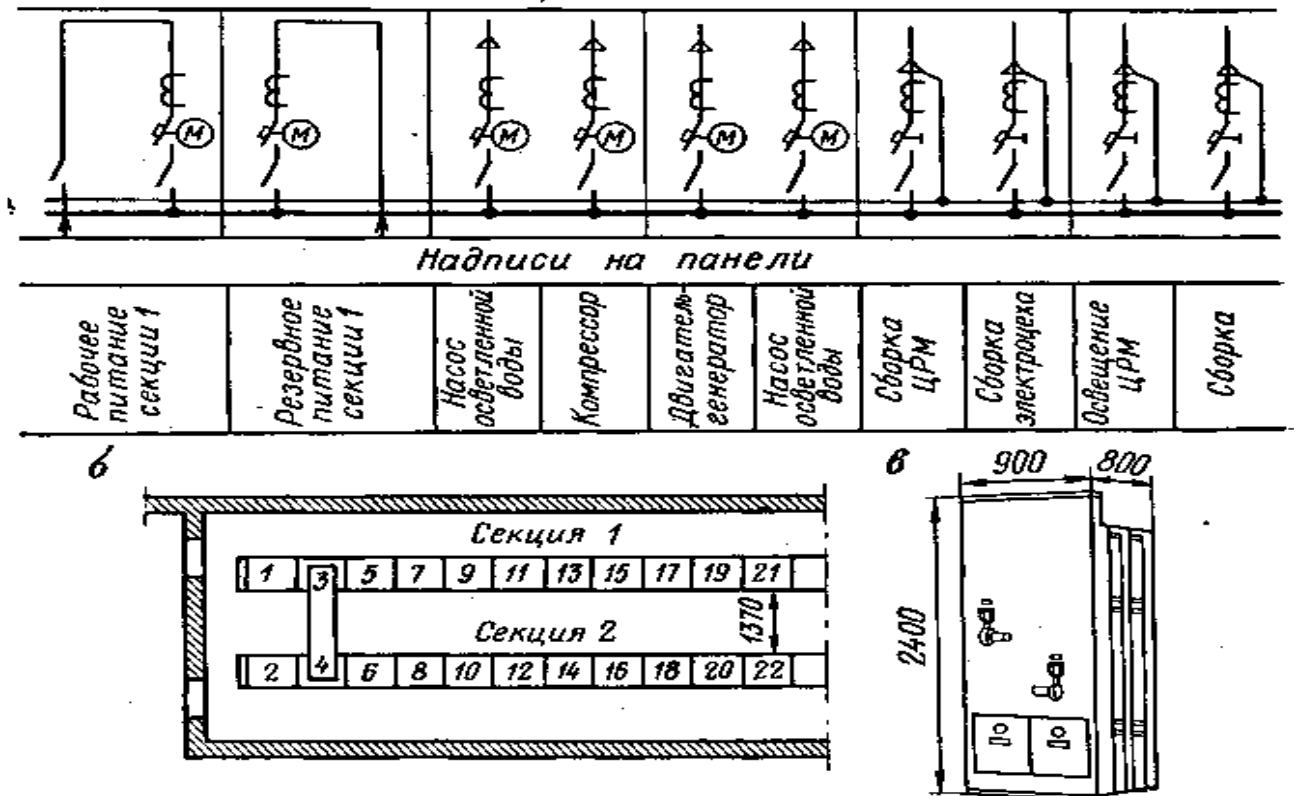 М М М М М М
Надписи на панели
Рабочее
питание
секции 1
Резервное
питание
секции 1
Насос
осветленной
воды
Компрессор
Двигатель-
генератор
Насос
осветленной
воды
Сборка
ЦРМ
Сборка
электроцеха
Освещение
ЦРМ
Сборка
б
Секция 1
1 3 5 7 9 11 13 15 17 19 21
1370
Секция 2
2 4 6 8 10 12 14 16 18 20 22
в
900 800
2400